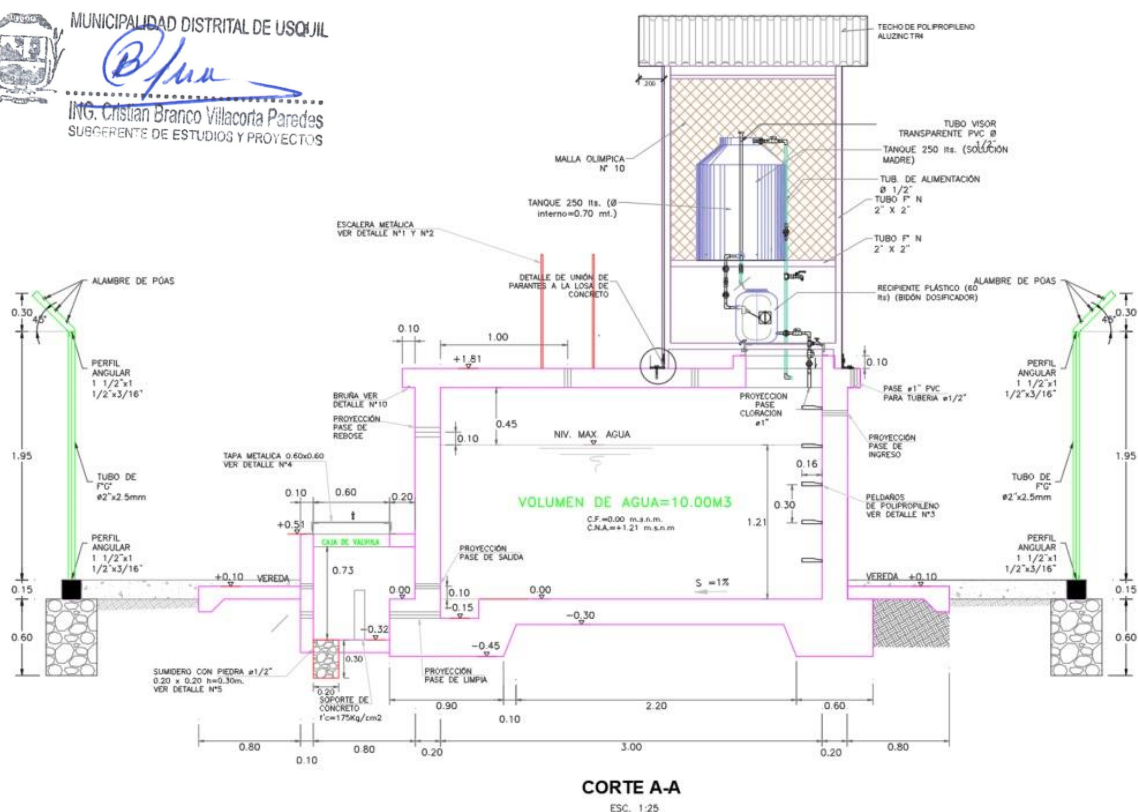 MUNICIPALIDAD DISTRITAL DE USQUIL
ING. Cristian Branco Villacorta Paredes
SUBGERENTE DE ESTUDIOS Y PROYECTOS
TECHO DE POLIPROPILENO
ALUZINC TR4
.200
TUBO VISOR
TRANSPARENTE PVC Ø
1/2"
MALLA OLIMPICA
N° 10
TANQUE 250 lts. (SOLUCIÓN
MADRE)
TUB. DE ALIMENTACIÓN
Ø 1/2"
TANQUE 250 lts. (Ø
interno=0.70 mt.)
TUBO F° N
2" X 2"
TUBO F° N
2" X 2"
ESCALERA METÁLICA
VER DETALLE N°1 Y N°2
DETALLE DE UNIÓN DE
PARANTES A LA LOSA DE
CONCRETO
RECIPIENTE PLÁSTICO (60
lts) (BIDÓN DOSIFICADOR)
ALAMBRE DE PÚAS
ALAMBRE DE PÚAS
0.30
45°
45°
0.30
PERFIL
ANGULAR
1 1/2"x1
1/2"x3/16"
PERFIL
ANGULAR
1 1/2"x1
1/2"x3/16"
0.10
1.00
+1.81
0.10
BRUÑA VER
DETALLE N°10
PROYECCIÓN
PASE DE
REBOSE
0.45
0.10
NIV. MAX. AGUA
PROYECCION
PASE
CLORACION
ø1"
PASE ø1" PVC
PARA TUBERIA ø1/2"
PROYECCIÓN
PASE DE
INGRESO
1.95
1.95
TAPA METALICA 0.60x0.60
VER DETALLE N°4
TUBO DE
F°G°
ø2"x2.5mm
TUBO DE
F°G°
ø2"x2.5mm
0.10
0.60
0.20
+0.51
CAJA DE VALVULA
0.73
VOLUMEN DE AGUA=10.00M3
C.F.=0.00 m.s.n.m.
C.N.A.=+1.21 m.s.n.m
1.21
0.16
0.30
PELDAÑOS
DE POLIPROPILENO
VER DETALLE N°3
PERFIL
ANGULAR
1 1/2"x1
1/2"x3/16"
PERFIL
ANGULAR
1 1/2"x1
1/2"x3/16"
PROYECCIÓN
PASE DE SALIDA
0.15
+0.10
VEREDA
0.00
0.10
-0.15
0.00
S =1%
VEREDA
+0.10
0.15
0.60
-0.32
-0.30
-0.45
0.60
0.30
0.20
SUMIDERO CON PIEDRA ø1/2"
0.20 x 0.20 h=0.30m.
VER DETALLE N°5
SOPORTE DE
CONCRETO
f'c=175Kg/cm2
PROYECCIÓN
PASE DE LIMPIA
0.90
0.10
2.20
0.60
0.80
0.10
0.80
0.20
3.00
0.20
0.80
CORTE A-A
ESC. 1:25